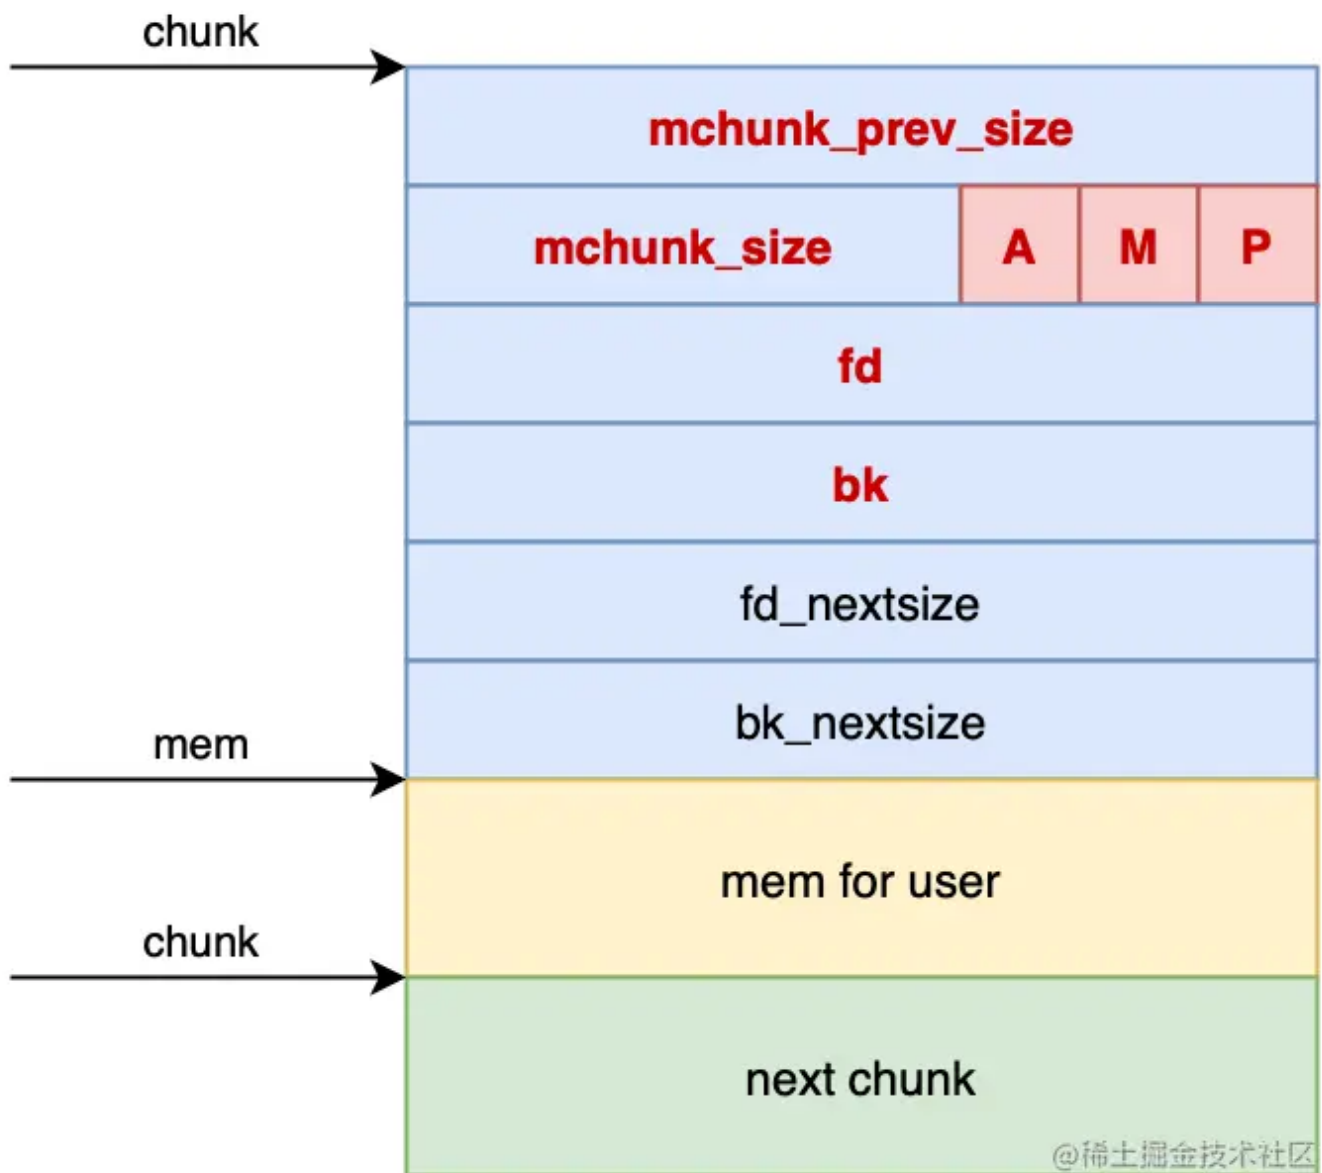 chunk
mchunk_prev_size
mchunk_size A M P
fd
bk
fd_nextsize
bk_nextsize
mem
mem for user
chunk
next chunk
@稀土掘金技术社区